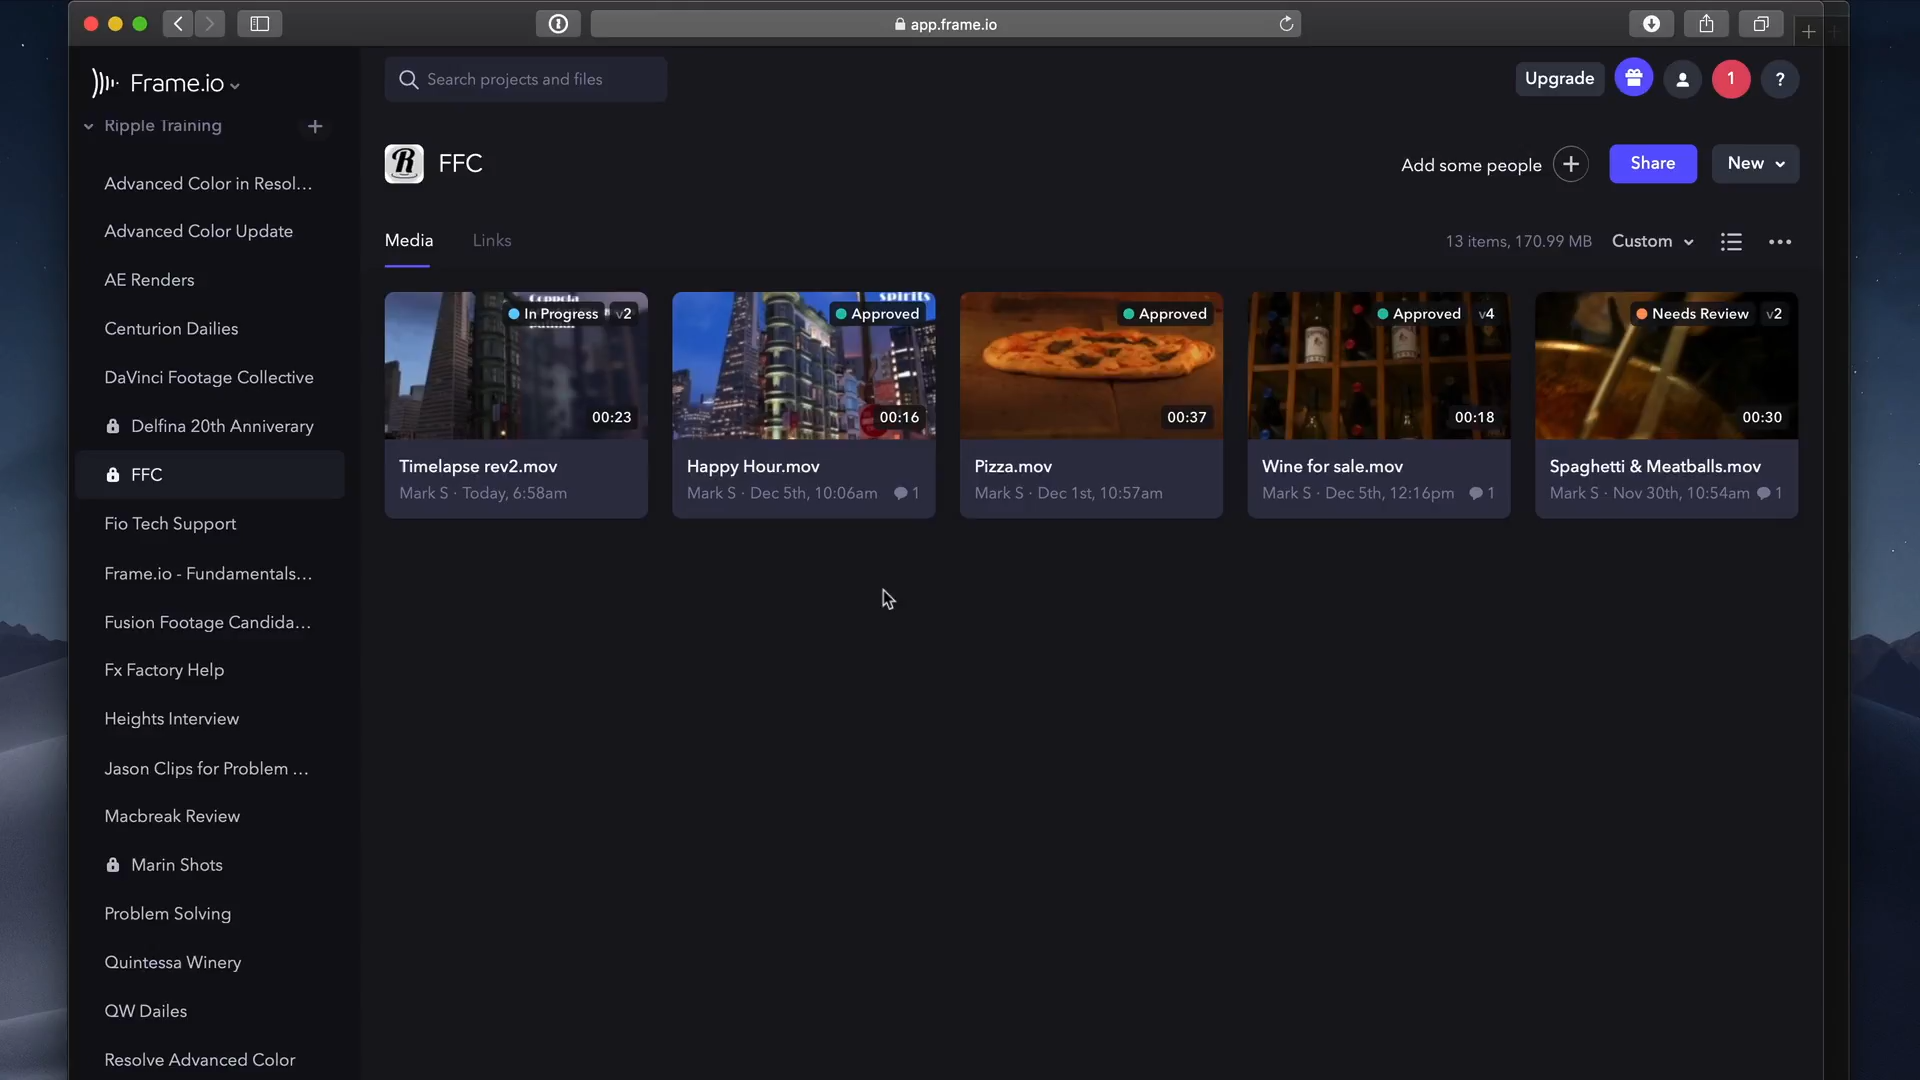 app.frame.io
Frame.io
Search projects and files
Upgrade
1
?
Ripple Training
R
FFC
Add some people
Share
New
Media
Links
13 items, 170.99 MB
Custom
Advanced Color in Resol…
Advanced Color Update
AE Renders
Centurion Dailies
DaVinci Footage Collective
Delfina 20th Anniverary
FFC
Fio Tech Support
Frame.io - Fundamentals…
Fusion Footage Candida…
Fx Factory Help
Heights Interview
Jason Clips for Problem …
Macbreak Review
Marin Shots
Problem Solving
Quintessa Winery
QW Dailes
Resolve Advanced Color
Coppola
In Progress v2
00:23
Timelapse rev2.mov
Mark S · Today, 6:58am
spirits
Approved
00:16
Happy Hour.mov
Mark S · Dec 5th, 10:06am 1
Approved
00:37
Pizza.mov
Mark S · Dec 1st, 10:57am
Approved v4
00:18
Wine for sale.mov
Mark S · Dec 5th, 12:16pm 1
Needs Review v2
00:30
Spaghetti & Meatballs.mov
Mark S · Nov 30th, 10:54am 1